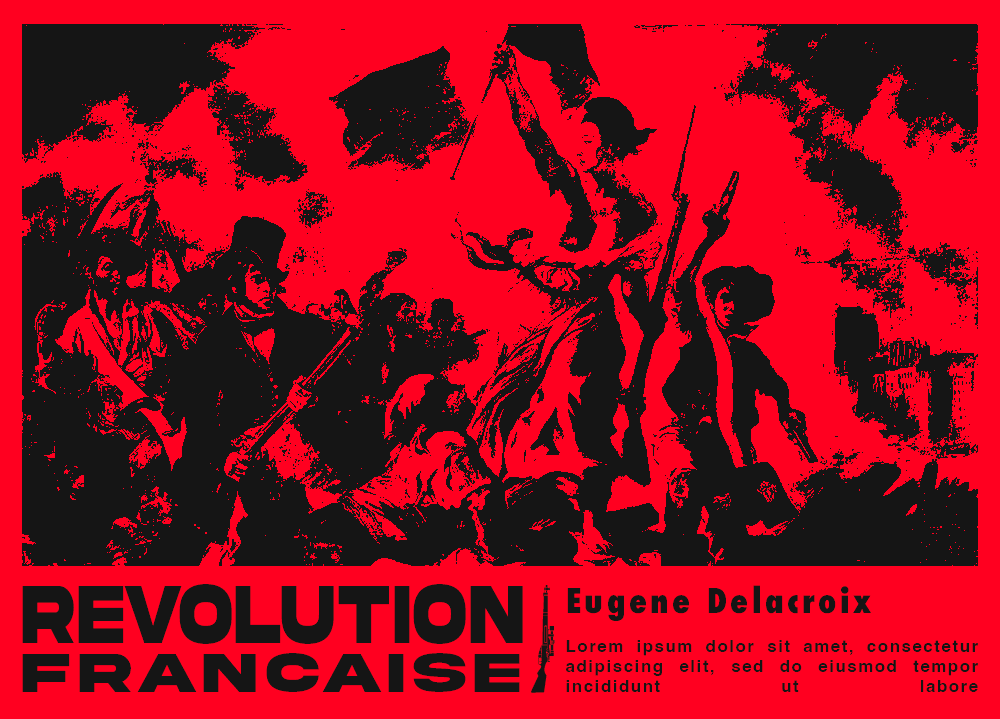 REVOLUTION
FRANCAISE
Eugene Delacroix
Lorem ipsum dolor sit amet, consectetur
adipiscing elit, sed do eiusmod tempor
incididunt ut labore